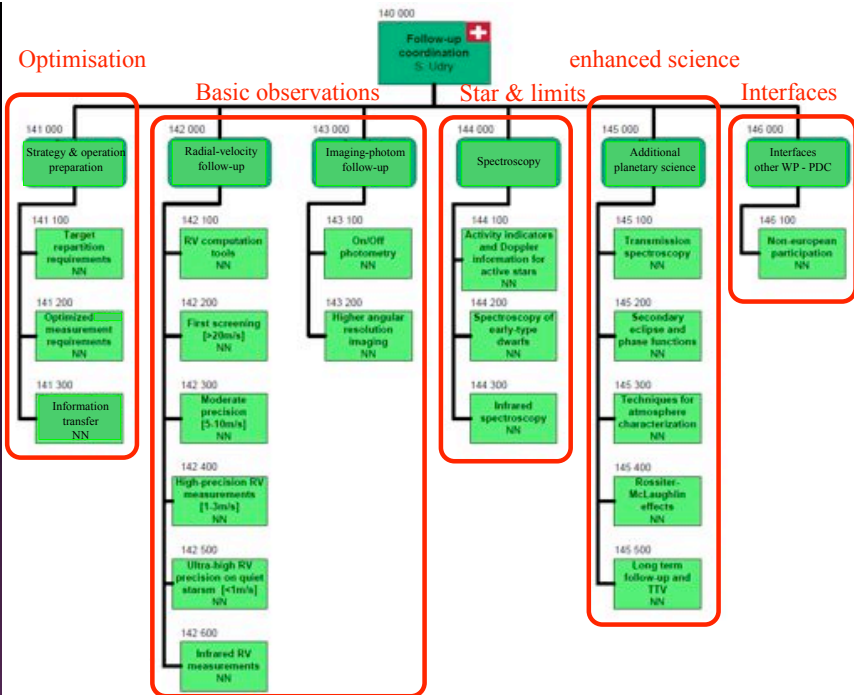 140 000
Follow-up
coordination
S. Udry
Optimisation
Basic observations
Star & limits
enhanced science
Interfaces
141 000
Strategy & operation
preparation
141 100
Target
repartition
requirements
NN
141 200
Optimized
measurement
requirements
NN
141 300
Information
transfer
NN
142 000
Radial-velocity
follow-up
142 100
RV computation
tools
NN
142 200
First screening
[>20m/s]
NN
142 300
Moderate
precision
[5-10m/s]
NN
142 400
High-precision RV
measurements
[1-3m/s]
NN
142 500
Ultra-high RV
precision on quiet
starsm [<1m/s]
NN
142 600
Infrared RV
measurements
NN
143 000
Imaging-photom
follow-up
143 100
On/Off
photometry
NN
143 200
Higher angular
resolution
imaging
NN
144 000
Spectroscopy
144 100
Activity indicators
and Doppler
information for
active stars
NN
144 200
Spectroscopy
of early-type
dwarfs
NN
144 300
Infrared
spectroscopy
NN
145 000
Additional
planetary science
145 100
Transmission
spectroscopy
NN
145 200
Secondary
eclipse and
phase functions
NN
145 300
Techniques for
atmosphere
characterization
NN
145 400
Rossiter-
McLaughlin
effects
NN
145 500
Long term
follow-up and
TTV
NN
146 000
Interfaces
other WP - PDC
146 100
Non-european
participation
NN